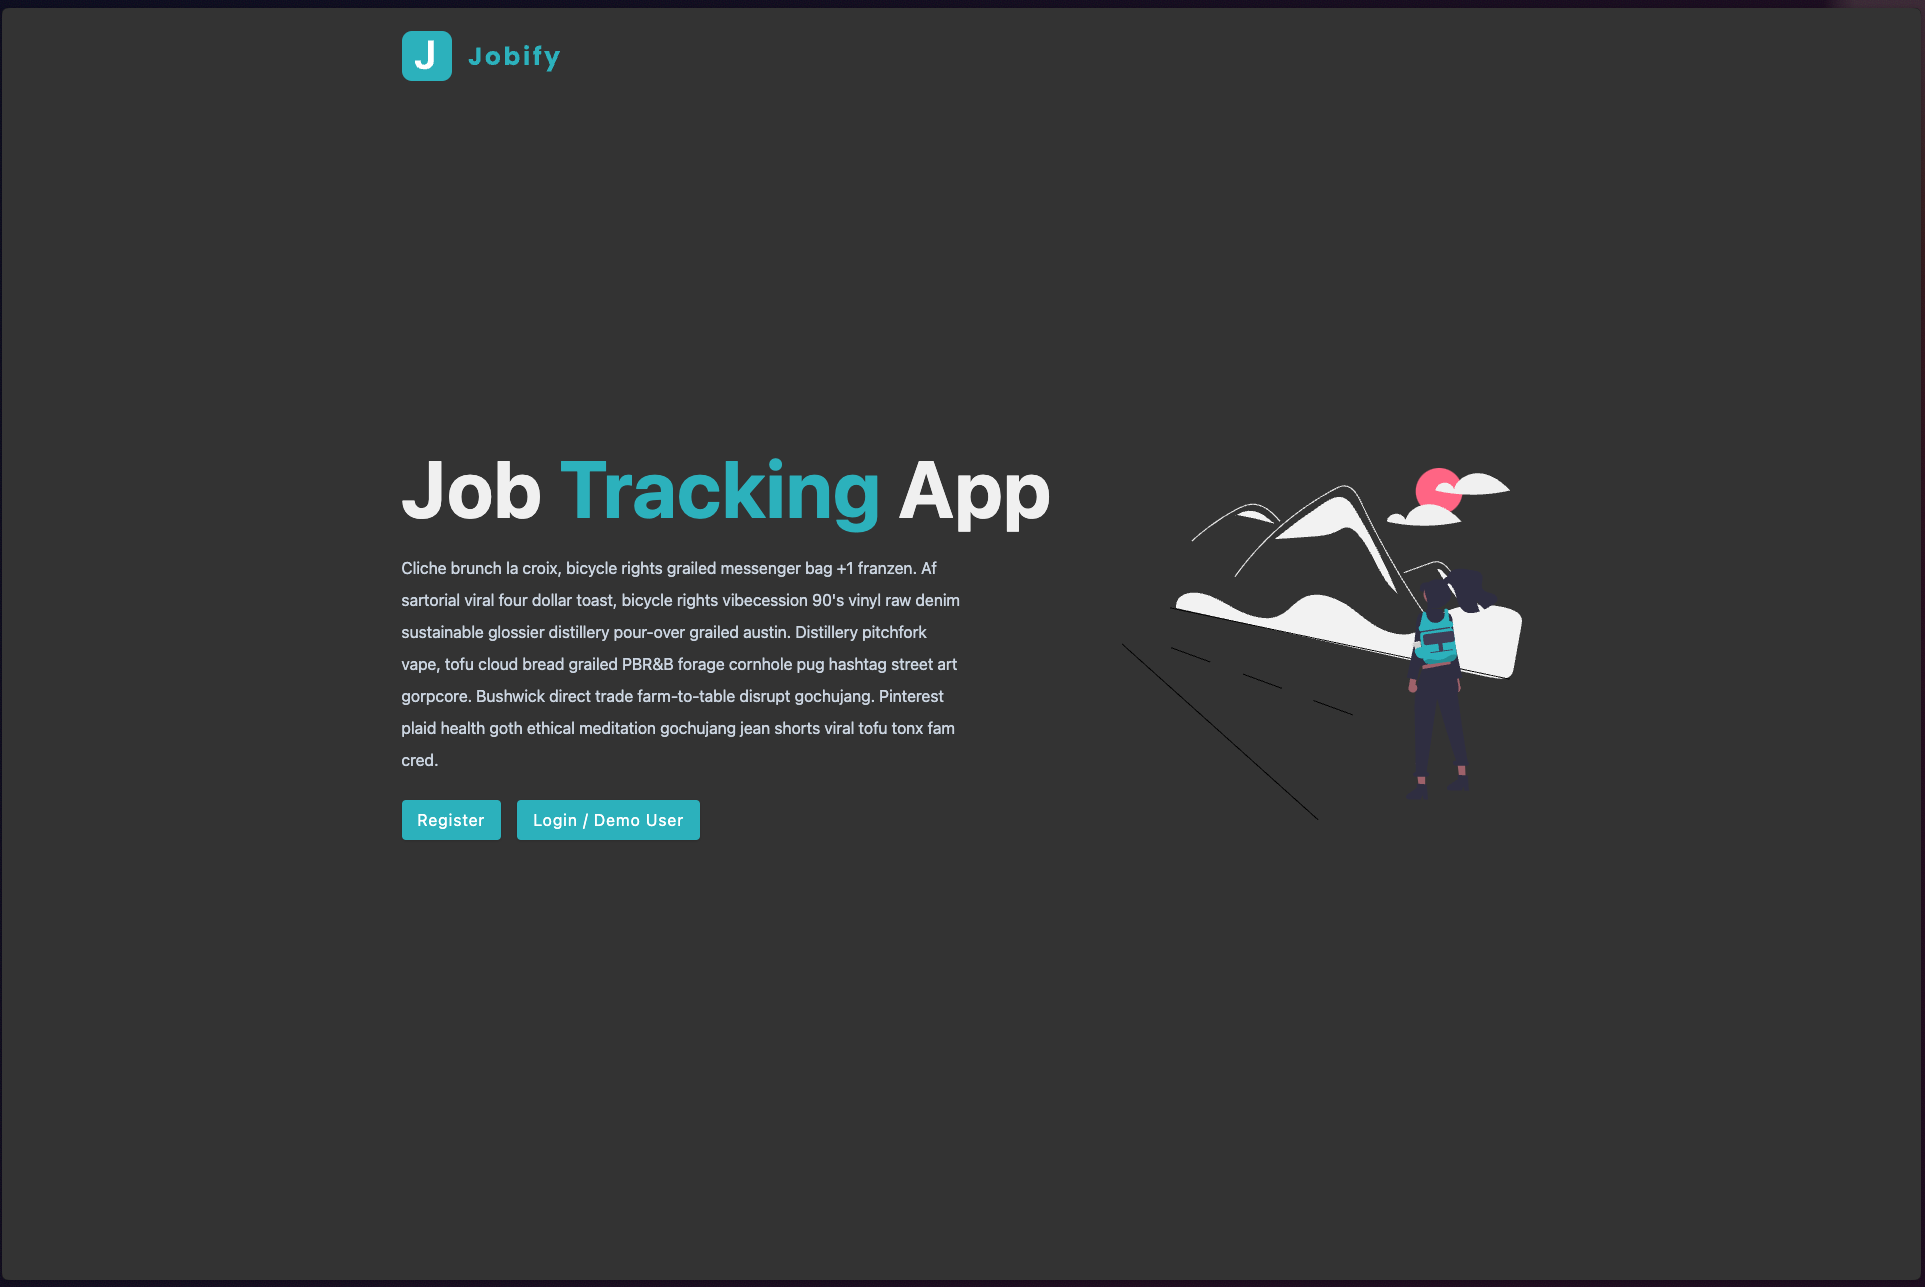 J Jobify
Job Tracking App
Cliche brunch la croix, bicycle rights grailed messenger bag +1 franzen. Af
sartorial viral four dollar toast, bicycle rights vibecession 90's vinyl raw denim
sustainable glossier distillery pour-over grailed austin. Distillery pitchfork
vape, tofu cloud bread grailed PBR&B forage cornhole pug hashtag street art
gorpcore. Bushwick direct trade farm-to-table disrupt gochujang. Pinterest
plaid health goth ethical meditation gochujang jean shorts viral tofu tonx fam
cred.
Register Login / Demo User